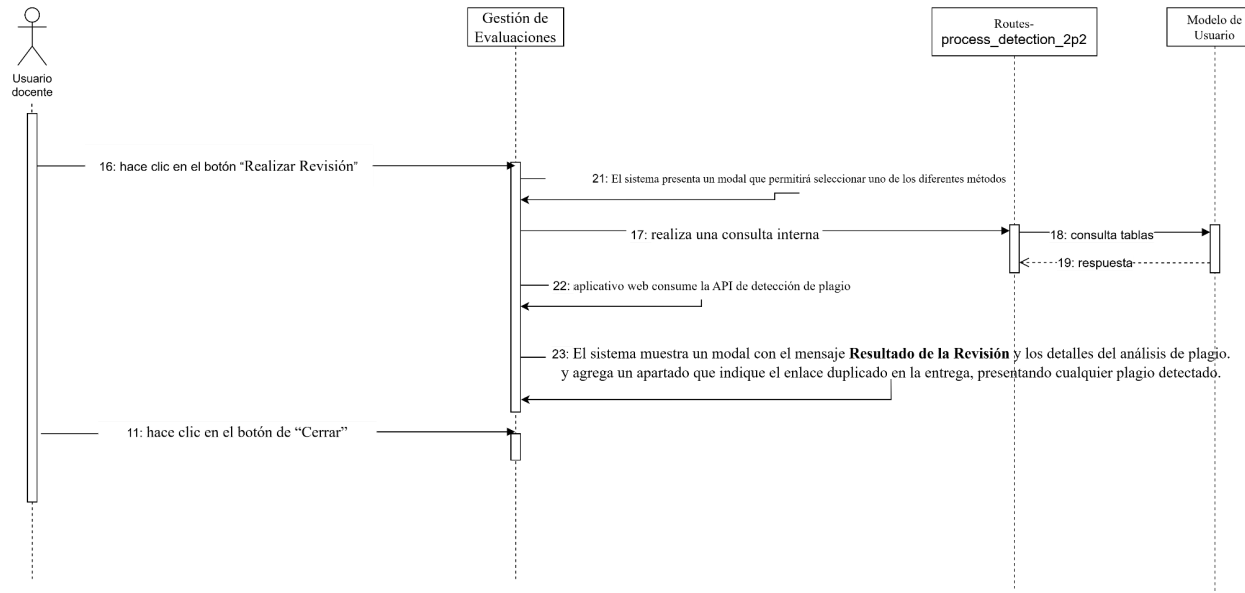 Usuario
docente
Gestión de
Evaluaciones
Routes-
process_detection_2p2
Modelo de
Usuario
16: hace clic en el botón “Realizar Revisión”
21: El sistema presenta un modal que permitirá seleccionar uno de los diferentes métodos
17: realiza una consulta interna
18: consulta tablas
19: respuesta
22: aplicativo web consume la API de detección de plagio
23: El sistema muestra un modal con el mensaje Resultado de la Revisión y los detalles del análisis de plagio.
y agrega un apartado que indique el enlace duplicado en la entrega, presentando cualquier plagio detectado.
11: hace clic en el botón de “Cerrar”